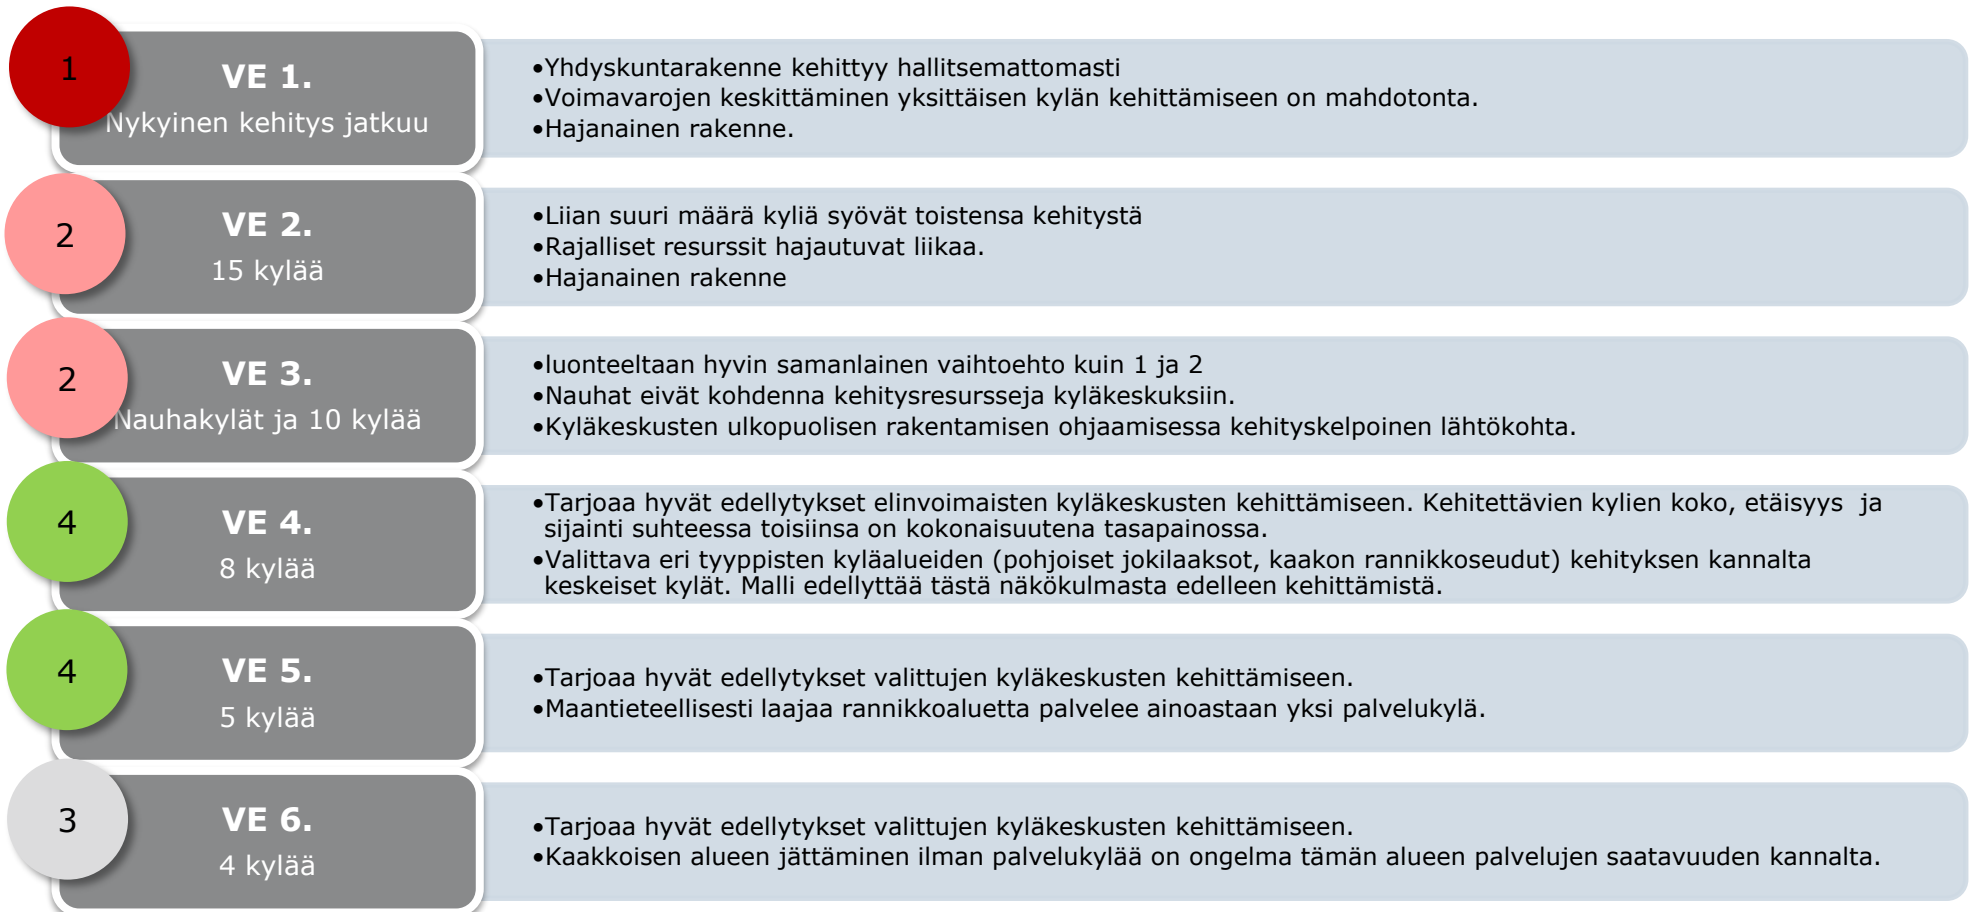 1
VE 1.
Nykyinen kehitys jatkuu
•Yhdyskuntarakenne kehittyy hallitsemattomasti
•Voimavarojen keskittäminen yksittäisen kylän kehittämiseen on mahdotonta.
•Hajanainen rakenne.
2
VE 2.
15 kylää
•Liian suuri määrä kyliä syövät toistensa kehitystä
•Rajalliset resurssit hajautuvat liikaa.
•Hajanainen rakenne
2
VE 3.
Nauhakylät ja 10 kylää
•luonteeltaan hyvin samanlainen vaihtoehto kuin 1 ja 2
•Nauhat eivät kohdenna kehitysresursseja kyläkeskuksiin.
•Kyläkeskusten ulkopuolisen rakentamisen ohjaamisessa kehityskelpoinen lähtökohta.
4
VE 4.
8 kylää
•Tarjoaa hyvät edellytykset elinvoimaisten kyläkeskusten kehittämiseen. Kehitettävien kylien koko, etäisyys ja
sijainti suhteessa toisiinsa on kokonaisuutena tasapainossa.
•Valittava eri tyyppisten kyläalueiden (pohjoiset jokilaaksot, kaakon rannikkoseudut) kehityksen kannalta
keskeiset kylät. Malli edellyttää tästä näkökulmasta edelleen kehittämistä.
4
VE 5.
5 kylää
•Tarjoaa hyvät edellytykset valittujen kyläkeskusten kehittämiseen.
•Maantieteellisesti laajaa rannikkoaluetta palvelee ainoastaan yksi palvelukylä.
3
VE 6.
4 kylää
•Tarjoaa hyvät edellytykset valittujen kyläkeskusten kehittämiseen.
•Kaakkoisen alueen jättäminen ilman palvelukylää on ongelma tämän alueen palvelujen saatavuuden kannalta.